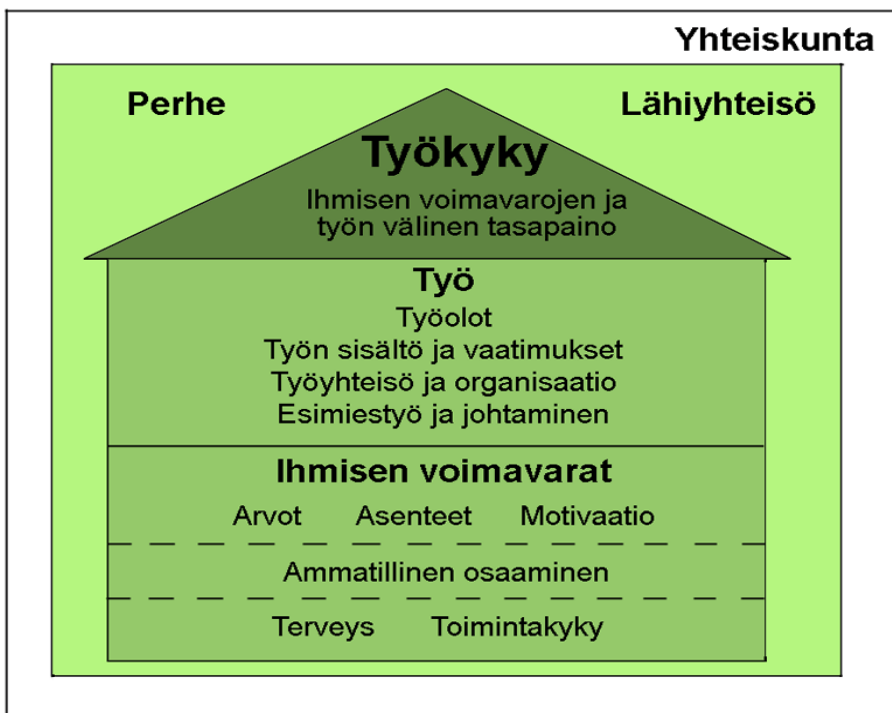 Yhteiskunta
Perhe
Lähiyhteisö
Työkyky
Ihmisen voimavarojen ja
työn välinen tasapaino
Työ
Työolot
Työn sisältö ja vaatimukset
Työyhteisö ja organisaatio
Esimiestyö ja johtaminen
Ihmisen voimavarat
Arvot Asenteet Motivaatio
Ammatillinen osaaminen
Terveys Toimintakyky